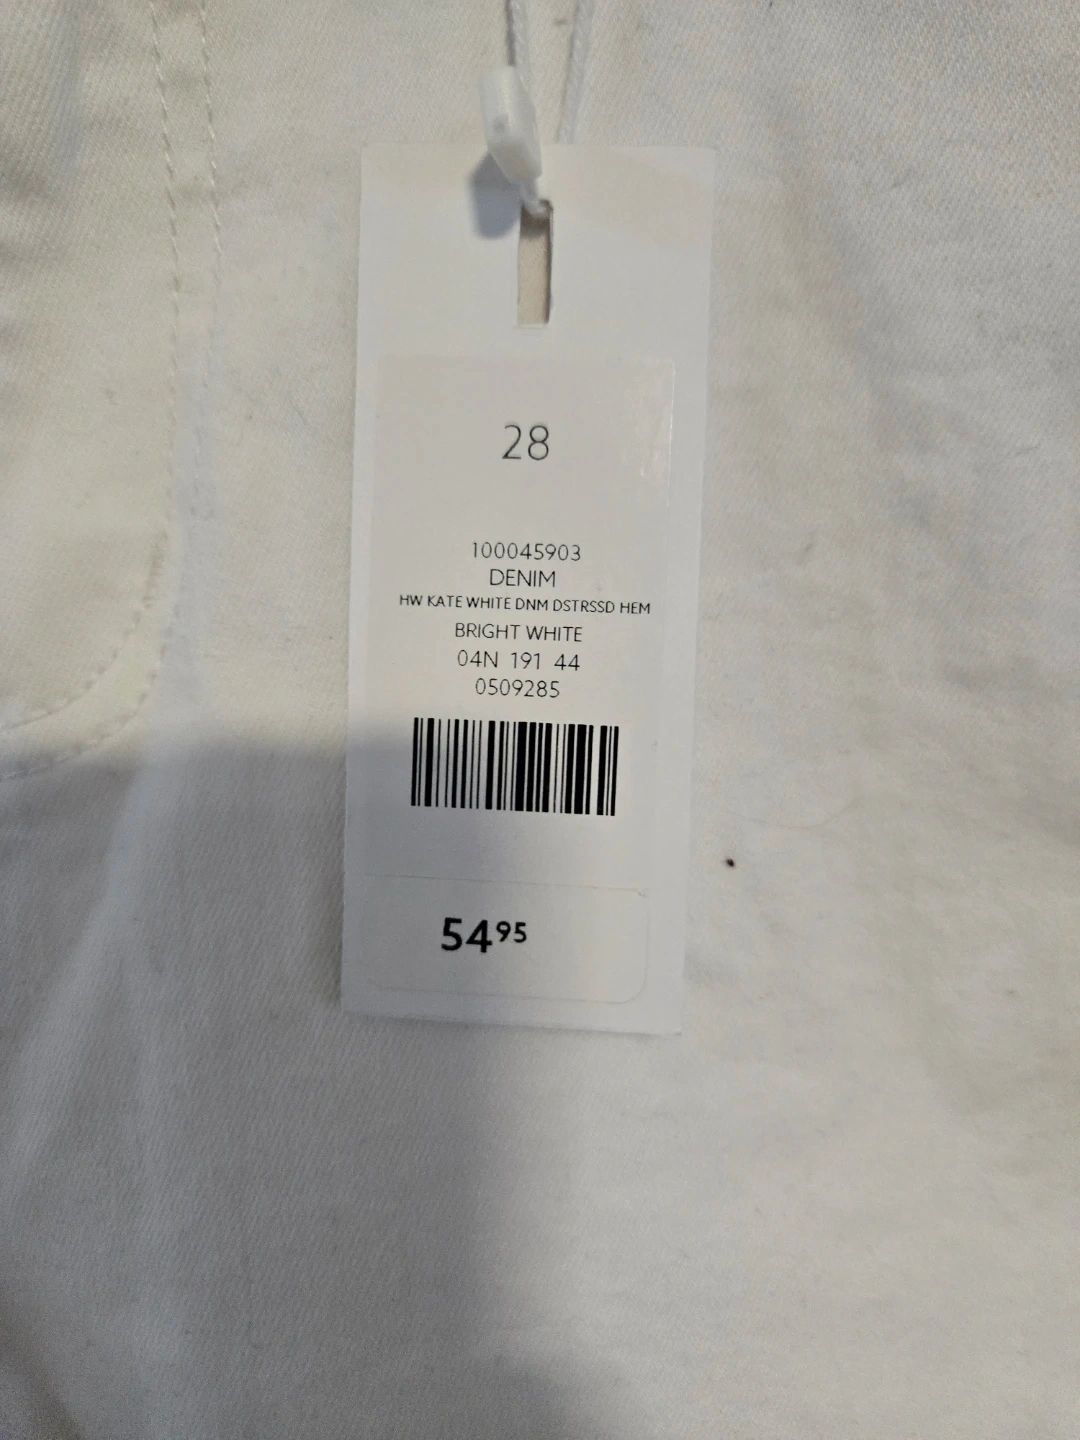 28
100045903
DENIM
HW KATE WHITE DNM DSTRSSD HEM
BRIGHT WHITE
04N 191 44
0509285
54⁹⁵